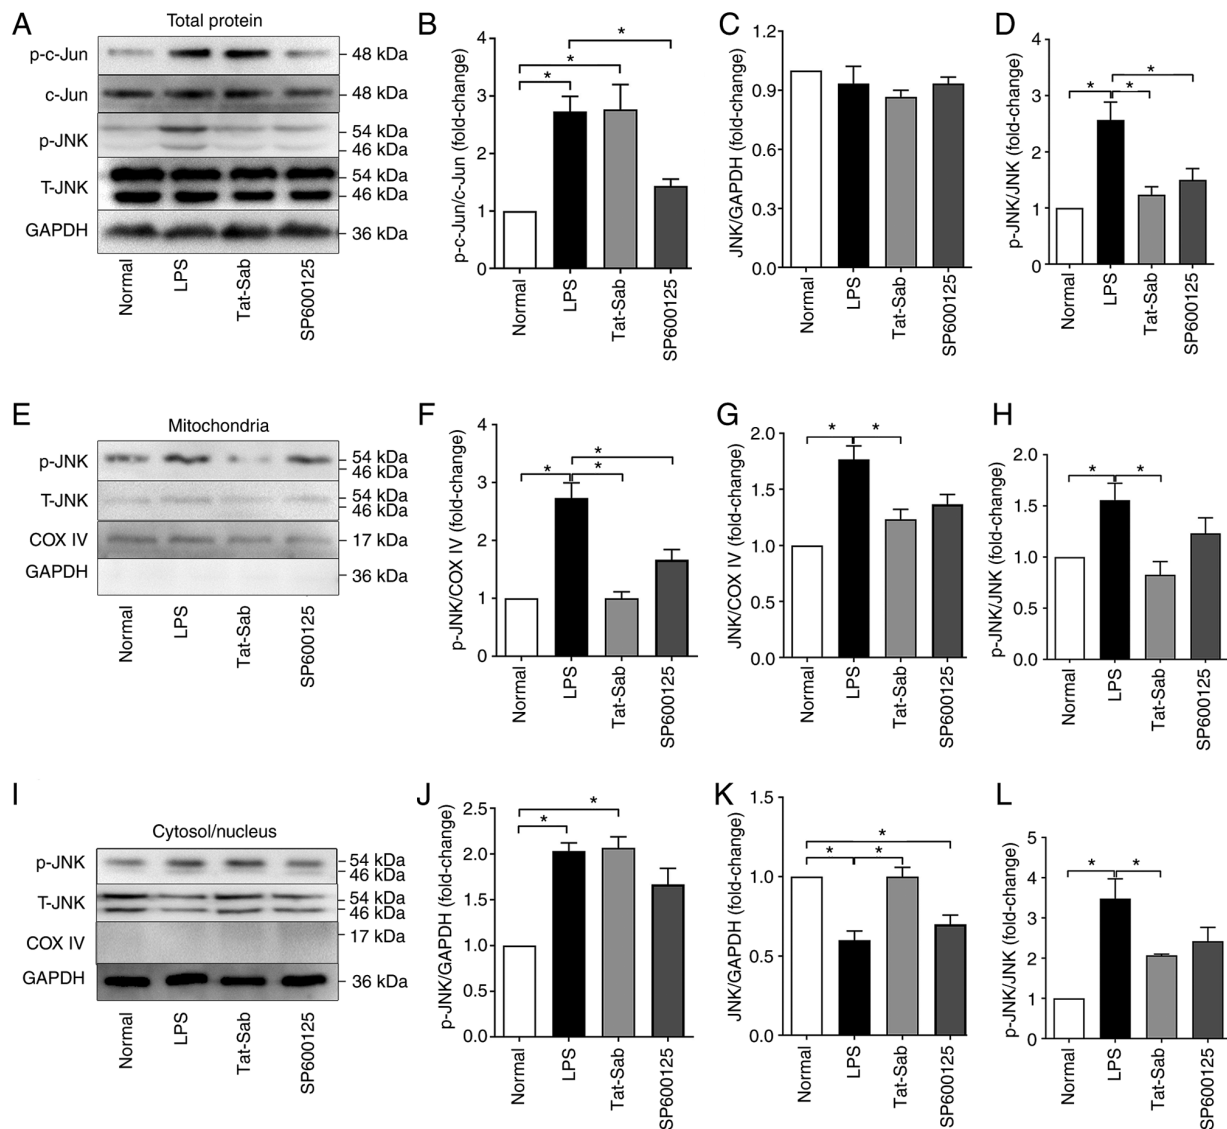 A
Total protein
p-c-Jun
48 kDa
c-Jun
48 kDa
p-JNK
54 kDa
46 kDa
T-JNK
54 kDa
46 kDa
GAPDH
36 kDa
Normal
LPS
Tat-Sab
SP600125
B
p-c-Jun/c-Jun (fold-change)
4
3
2
1
0
*
*
*
Normal
LPS
Tat-Sab
SP600125
C
JNK/GAPDH (fold-change)
1.2
0.9
0.6
0.3
0.0
Normal
LPS
Tat-Sab
SP600125
D
p-JNK/JNK (fold-change)
4
3
2
1
0
*
*
*
Normal
LPS
Tat-Sab
SP600125
E
Mitochondria
p-JNK
54 kDa
46 kDa
T-JNK
54 kDa
46 kDa
COX IV
17 kDa
GAPDH
36 kDa
Normal
LPS
Tat-Sab
SP600125
F
p-JNK/COX IV (fold-change)
4
3
2
1
0
*
*
*
Normal
LPS
Tat-Sab
SP600125
G
JNK/COX IV (fold-change)
2.0
1.5
1.0
0.5
0.0
*
*
Normal
LPS
Tat-Sab
SP600125
H
p-JNK/JNK (fold-change)
2.0
1.5
1.0
0.5
0.0
*
*
Normal
LPS
Tat-Sab
SP600125
I
Cytosol/nucleus
p-JNK
54 kDa
46 kDa
T-JNK
54 kDa
46 kDa
COX IV
17 kDa
GAPDH
36 kDa
Normal
LPS
Tat-Sab
SP600125
J
p-JNK/GAPDH (fold-change)
2.5
2.0
1.5
1.0
0.5
0.0
*
*
Normal
LPS
Tat-Sab
SP600125
K
JNK/GAPDH (fold-change)
1.5
1.0
0.5
0.0
*
*
*
Normal
LPS
Tat-Sab
SP600125
L
p-JNK/JNK (fold-change)
5
4
3
2
1
0
*
*
Normal
LPS
Tat-Sab
SP600125